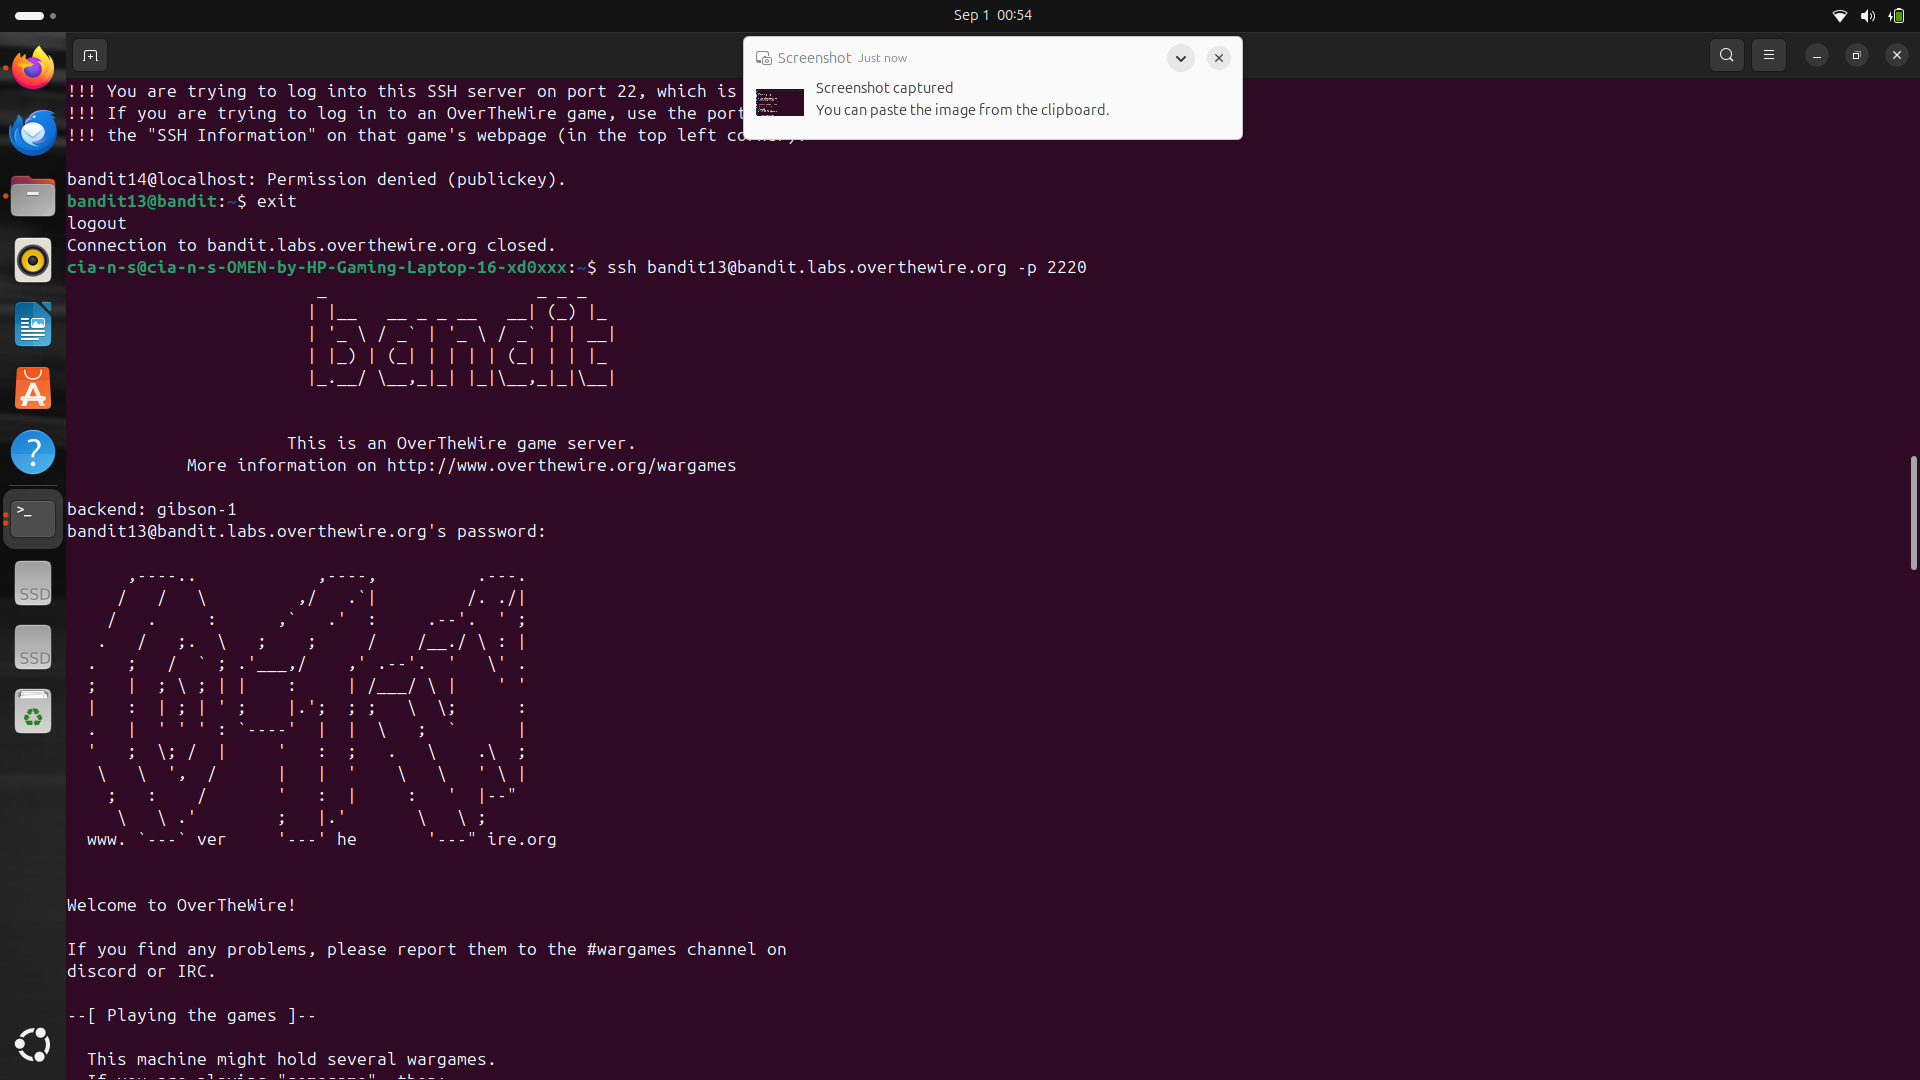 Sep 1 00:54
Screenshot Just now
Screenshot captured
You can paste the image from the clipboard.
!!! You are trying to log into this SSH server on port 22, which is
!!! If you are trying to log in to an OverTheWire game, use the port
!!! the "SSH Information" on that game's webpage (in the top left
bandit14@localhost: Permission denied (publickey).
bandit13@bandit:~$ exit
logout
Connection to bandit.labs.overthewire.org closed.
cia-n-s@cia-n-s-OMEN-by-HP-Gaming-Laptop-16-xd0xxx:~$ ssh bandit13@bandit.labs.overthewire.org -p 2220
bandit
This is an OverTheWire game server.
More information on http://www.overthewire.org/wargames
backend: gibson-1
bandit13@bandit.labs.overthewire.org's password:
www. ver he ire.org
Welcome to OverTheWire!
If you find any problems, please report them to the #wargames channel on
discord or IRC.
--[ Playing the games ]--
This machine might hold several wargames.
SSD
SSD